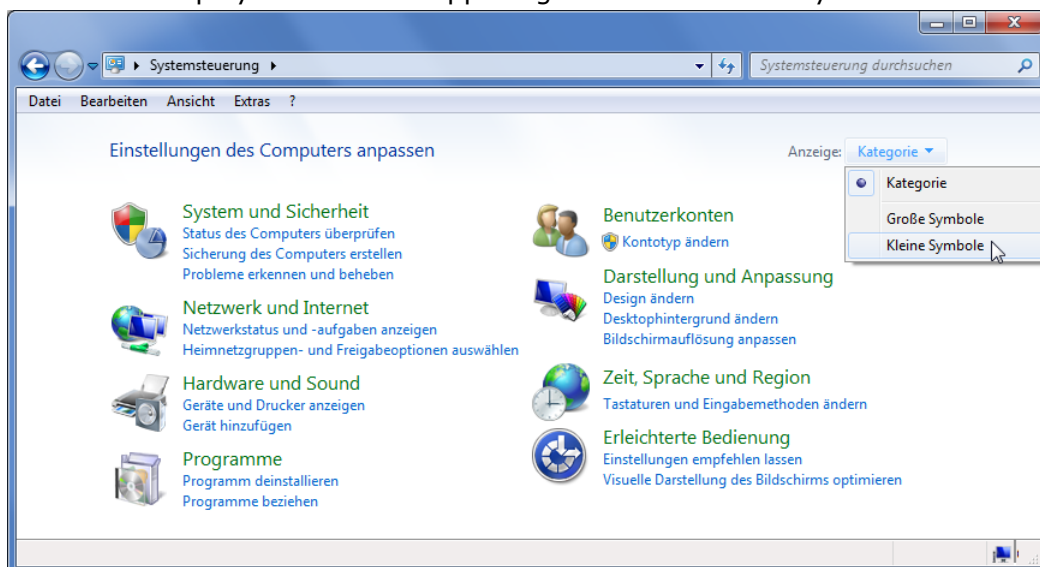 Systemsteuerung
Systemsteuerung durchsuchen
Datei Bearbeiten Ansicht Extras ?
Einstellungen des Computers anpassen
Anzeige: Kategorie
Kategorie
Große Symbole
Kleine Symbole
System und Sicherheit
Status des Computers überprüfen
Sicherung des Computers erstellen
Probleme erkennen und beheben
Netzwerk und Internet
Netzwerkstatus und -aufgaben anzeigen
Heimnetzgruppen- und Freigabeoptionen auswählen
Hardware und Sound
Geräte und Drucker anzeigen
Gerät hinzufügen
Programme
Programm deinstallieren
Programme beziehen
Benutzerkonten
Kontotyp ändern
Darstellung und Anpassung
Design ändern
Desktophintergrund ändern
Bildschirmauflösung anpassen
Zeit, Sprache und Region
Tastaturen und Eingabemethoden ändern
Erleichterte Bedienung
Einstellungen empfehlen lassen
Visuelle Darstellung des Bildschirms optimieren